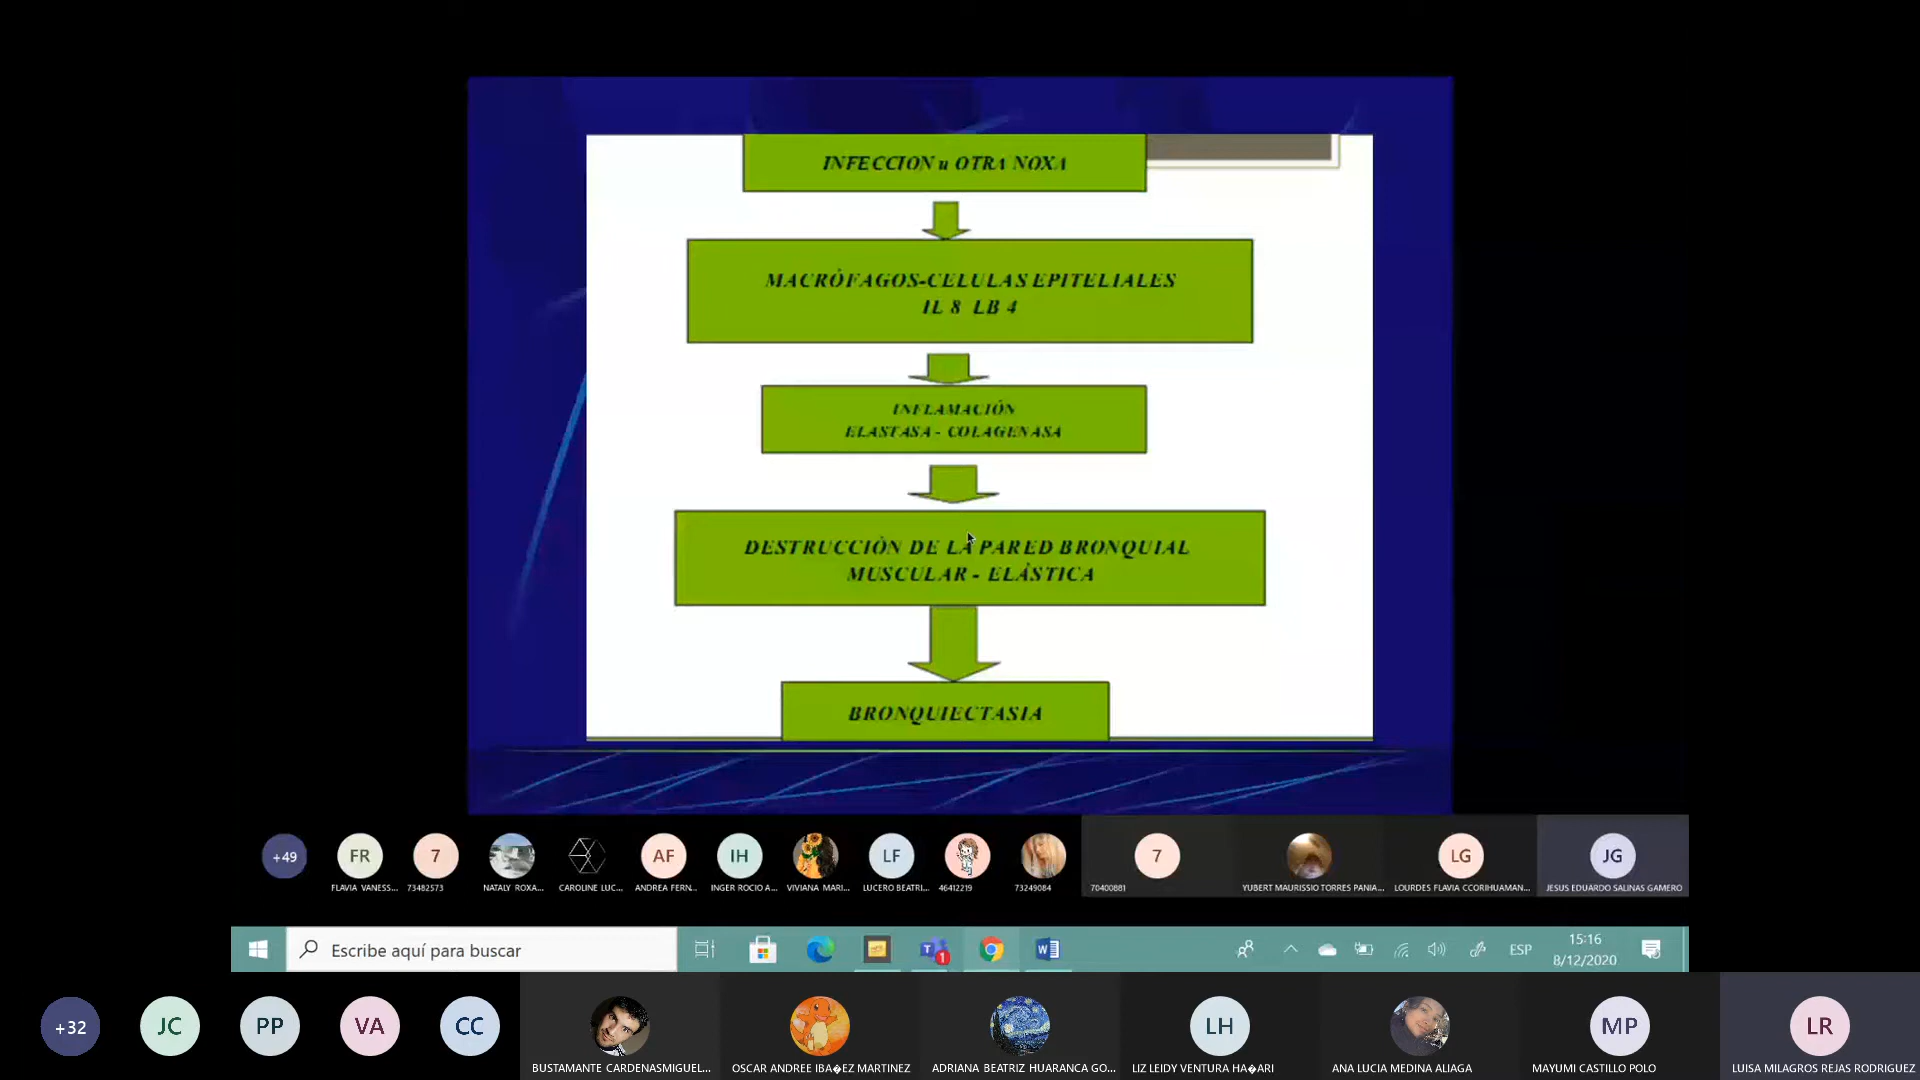 INFECCION u OTRA NOXA
MACRÓFAGOS-CELULAS EPITELIALES
IL 8 LB 4
INFLAMACIÓN
ELASTASA - COLAGENASA
DESTRUCCIÓN DE LA PARED BRONQUIAL
MUSCULAR - ELÁSTICA
BRONQUIECTASIA
+49
FR
7
AF
IH
LF
7
LG
JG
FLAVIA VANESS...
73482573
NATALY ROXA...
CAROLINE LUC...
ANDREA FERN...
INGER ROCIO A...
VIVIANA MARI...
LUCERO BEATRI...
46412219
73249084
70400881
YUBERT MAURISSIO TORRES PANIA...
LOURDES FLAVIA CCORIHUAMAN...
JESUS EDUARDO SALINAS GAMERO
Escribe aquí para buscar
1
ESP
15:16
8/12/2020
+32
JC
PP
VA
CC
LH
MP
LR
BUSTAMANTE CARDENASMIGUEL...
OSCAR ANDREE IBA�EZ MARTINEZ
ADRIANA BEATRIZ HUARANCA GO...
LIZ LEIDY VENTURA HA�ARI
ANA LUCIA MEDINA ALIAGA
MAYUMI CASTILLO POLO
LUISA MILAGROS REJAS RODRIGUEZ